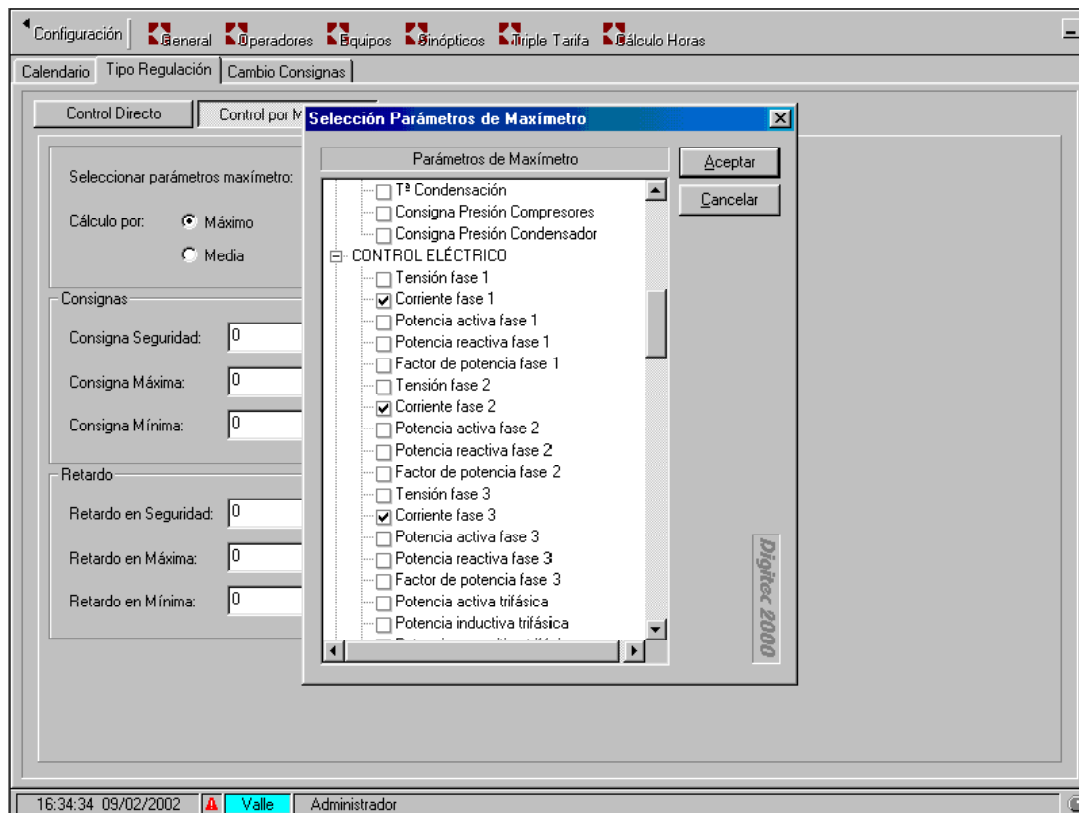 Configuración General Operadores Equipos Sinópticos Triple Tarifa Cálculo Horas
Calendario Tipo Regulación Cambio Consignas
Control Directo Control por M
Seleccionar parámetros maxímetro:
Cálculo por: Máximo
Media
Consignas
Consigna Seguridad: 0
Consigna Máxima: 0
Consigna Mínima: 0
Retardo
Retardo en Seguridad: 0
Retardo en Máxima: 0
Retardo en Mínima: 0
Selección Parámetros de Maxímetro
Parámetros de Maxímetro
Aceptar
Cancelar
Tª Condensación
Consigna Presión Compresores
Consigna Presión Condensador
CONTROL ELÉCTRICO
Tensión fase 1
Corriente fase 1
Potencia activa fase 1
Potencia reactiva fase 1
Factor de potencia fase 1
Tensión fase 2
Corriente fase 2
Potencia activa fase 2
Potencia reactiva fase 2
Factor de potencia fase 2
Tensión fase 3
Corriente fase 3
Potencia activa fase 3
Potencia reactiva fase 3
Factor de potencia fase 3
Potencia activa trifásica
Potencia inductiva trifásica
Digitec 2000
16:34:34 09/02/2002 Valle Administrador